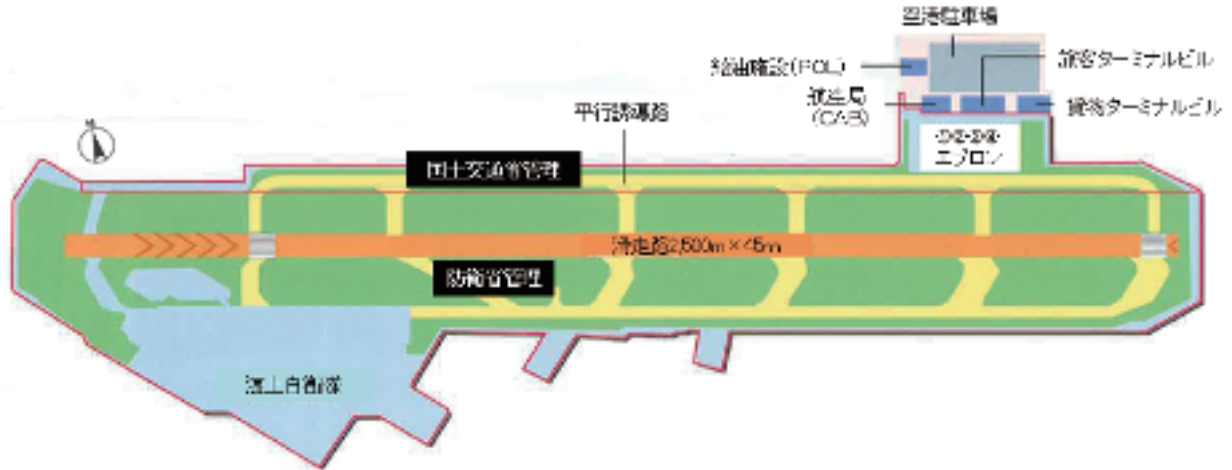 空港駐車場
給油施設(POL)
旅客ターミナルビル
航空局
(CAB)
貨物ターミナルビル
平行誘導路
エプロン
国土交通省管理
滑走路2,500m×45m
防衛省管理
海上自衛隊